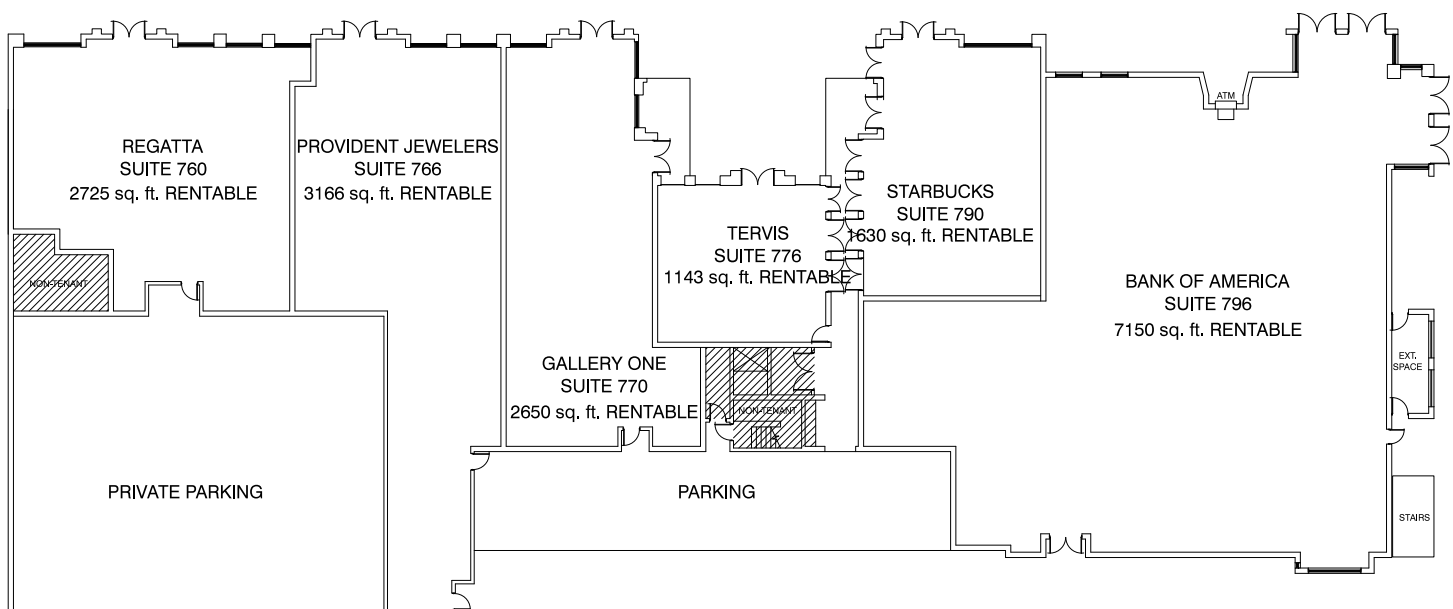 ATM
REGATTA
SUITE 760
2725 sq. ft. RENTABLE
PROVIDENT JEWELERS
SUITE 766
3166 sq. ft. RENTABLE
STARBUCKS
SUITE 790
1630 sq. ft. RENTABLE
TERVIS
SUITE 776
1143 sq. ft. RENTABLE
NON-TENANT
BANK OF AMERICA
SUITE 796
7150 sq. ft. RENTABLE
GALLERY ONE
SUITE 770
2650 sq. ft. RENTABLE
NON-TENANT
EXT.
SPACE
PRIVATE PARKING
PARKING
STAIRS